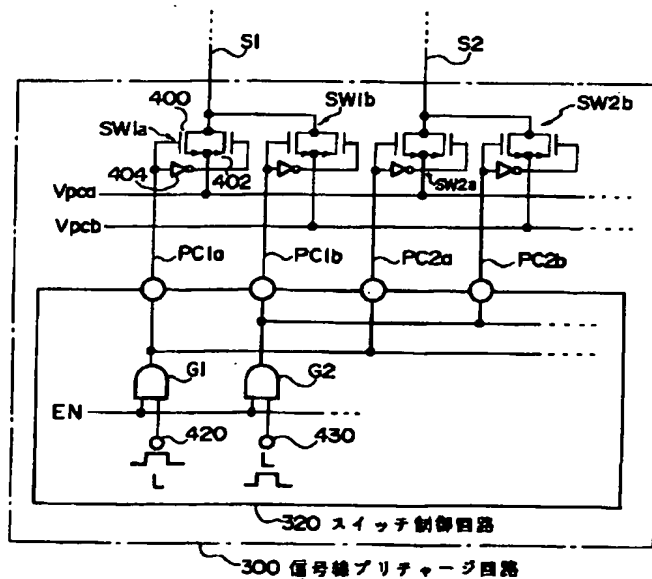 S1
S2
400
SW1a
SW1b
SW2b
404
402
SW2a
Vpca
Vpcb
PC1a
PC1b
PC2a
PC2b
G1
G2
EN
420
430
L
L
320 スイッチ制御回路
300 信号線プリチャージ回路